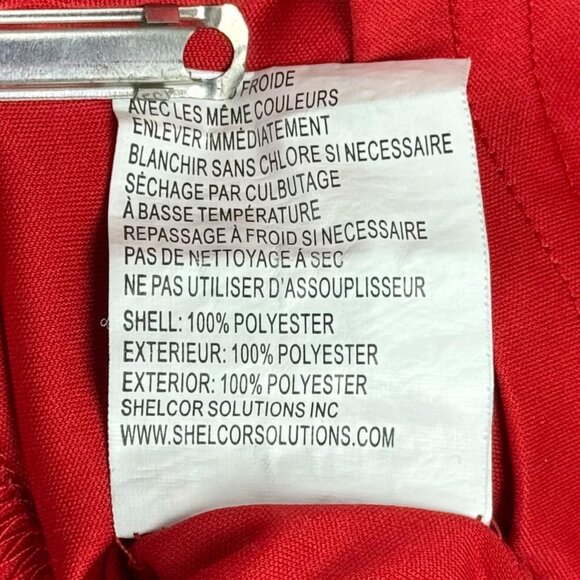 FROIDE
AVEC LES MÊME COULEURS
ENLEVER IMMÉDIATEMENT
BLANCHIR SANS CHLORE SI NECESSAIRE
SÉCHAGE PAR CULBUTAGE
À BASSE TEMPÉRATURE
REPASSAGE À FROID SI NECESSAIRE
PAS DE NETTOYAGE À SEC
NE PAS UTILISER D'ASSOUPLISSEUR
SHELL: 100% POLYESTER
EXTERIEUR: 100% POLYESTER
EXTERIOR: 100% POLYESTER
SHELCOR SOLUTIONS INC
WWW.SHELCORSOLUTIONS.COM